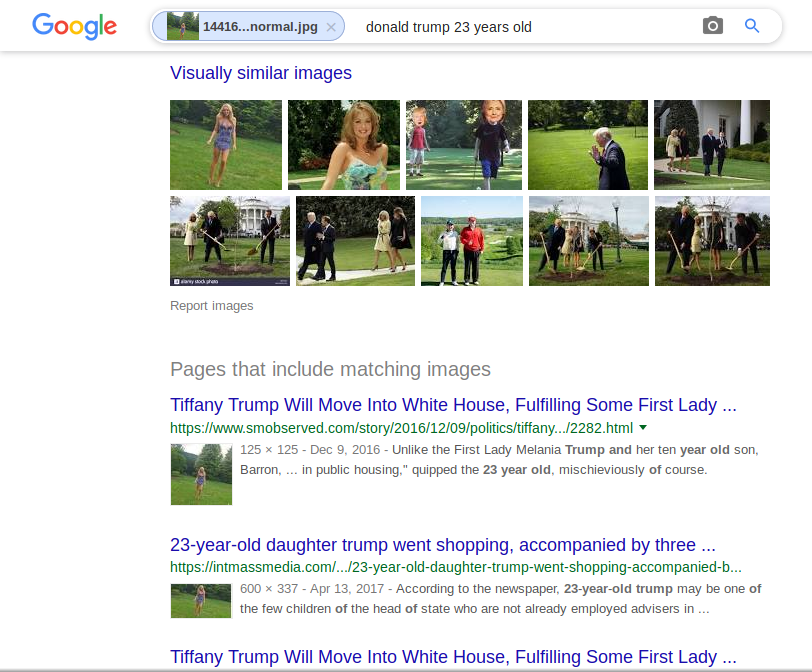 Google
14416...normal.jpg × donald trump 23 years old
Visually similar images
alamy stock photo
Report images
Pages that include matching images
Tiffany Trump Will Move Into White House, Fulfilling Some First Lady ...
https://www.smobserved.com/story/2016/12/09/politics/tiffany.../2282.html
125 × 125 - Dec 9, 2016 - Unlike the First Lady Melania Trump and her ten year old son,
Barron, ... in public housing," quipped the 23 year old, mischieviously of course.
23-year-old daughter trump went shopping, accompanied by three ...
https://intmassmedia.com/.../23-year-old-daughter-trump-went-shopping-accompanied-b...
600 × 337 - Apr 13, 2017 - According to the newspaper, 23-year-old trump may be one of
the few children of the head of state who are not already employed advisers in ...
Tiffany Trump Will Move Into White House, Fulfilling Some First Lady ...